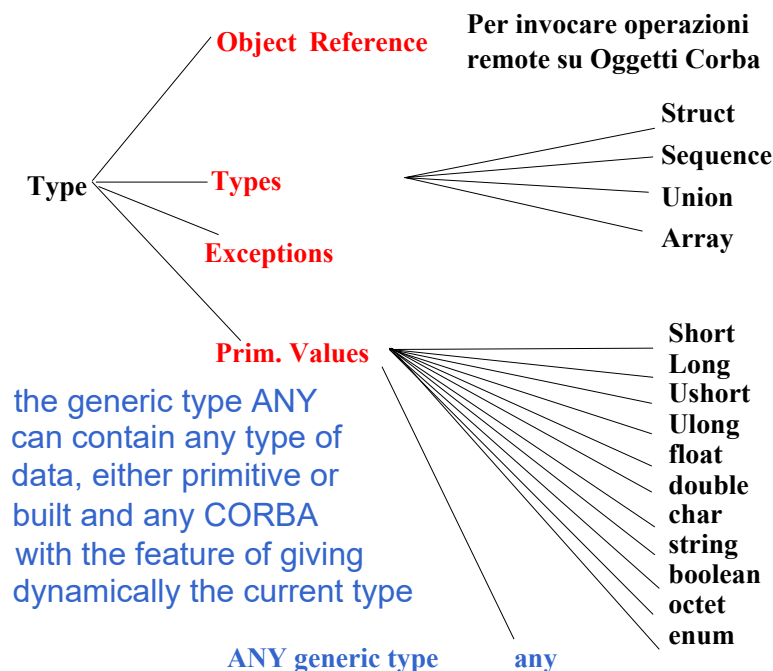 Object Reference
Per invocare operazioni
remote su Oggetti Corba
Type
Types
Struct
Sequence
Union
Array
Exceptions
Prim. Values
Short
Long
Ushort
Ulong
float
double
char
string
boolean
octet
enum
the generic type ANY
can contain any type of
data, either primitive or
built and any CORBA
with the feature of giving
dynamically the current type
ANY generic type
any